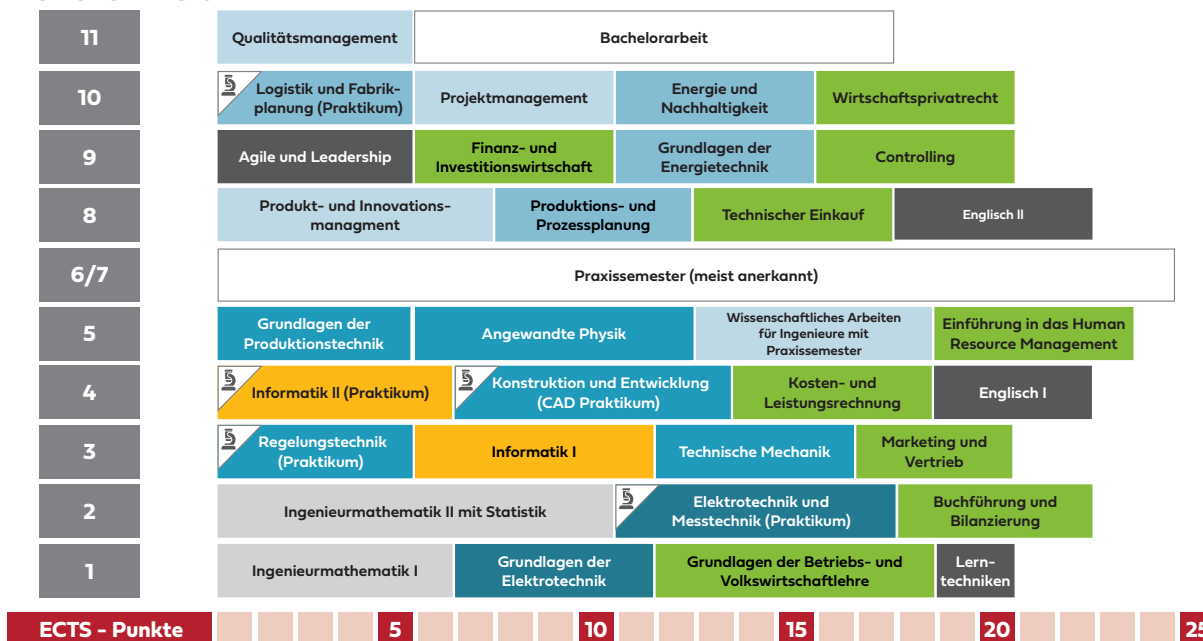 11
Qualitätsmanagement
Bachelorarbeit
10
Logistik und Fabrik-
planung (Praktikum)
Projektmanagement
Energie und
Nachhaltigkeit
Wirtschaftsprivatrecht
9
Agile und Leadership
Finanz- und
Investitionswirtschaft
Grundlagen der
Energietechnik
Controlling
8
Produkt- und Innovations-
managment
Produktions- und
Prozessplanung
Technischer Einkauf
Englisch II
6/7
Praxissemester (meist anerkannt)
5
Grundlagen der
Produktionstechnik
Angewandte Physik
Wissenschaftliches Arbeiten
für Ingenieure mit
Praxissemester
Einführung in das Human
Resource Management
4
Informatik II (Praktikum)
Konstruktion und Entwicklung
(CAD Praktikum)
Kosten- und
Leistungsrechnung
Englisch I
3
Regelungstechnik
(Praktikum)
Informatik I
Technische Mechanik
Marketing und
Vertrieb
2
Ingenieurmathematik II mit Statistik
Elektrotechnik und
Messtechnik (Praktikum)
Buchführung und
Bilanzierung
1
Ingenieurmathematik I
Grundlagen der
Elektrotechnik
Grundlagen der Betriebs- und
Volkswirtschaftlehre
Lern-
techniken
ECTS - Punkte
5
10
15
20
25